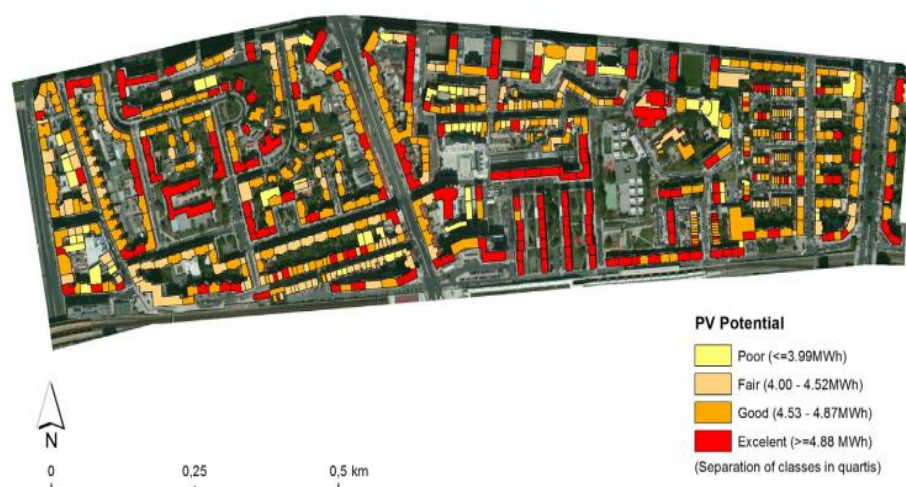 PV Potential
Poor (<=3.99MWh)
Fair (4.00 - 4.52MWh)
Good (4.53 - 4.87MWh)
Excelent (>=4.88 MWh)
(Separation of classes in quartis)
N
0 0,25 0,5 km